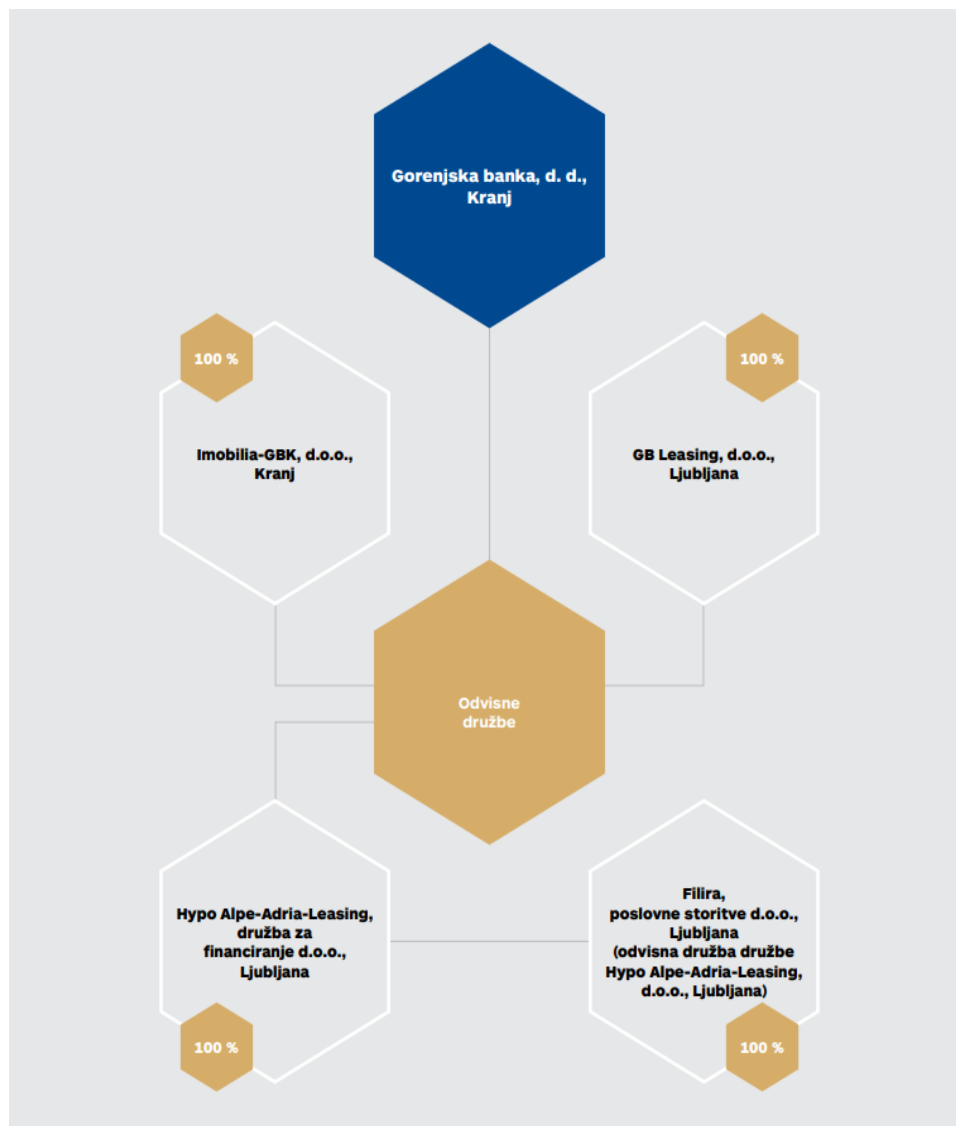 Gorenjska banka, d. d.,
Kranj
100 %
Imobilia-GBK, d.o.o.,
Kranj
100 %
GB Leasing, d.o.o.,
Ljubljana
Odvisne
družbe
Hypo Alpe-Adria-Leasing,
družba za
financiranje d.o.o.,
Ljubljana
100 %
Filira,
poslovne storitve d.o.o.,
Ljubljana
(odvisna družba družbe
Hypo Alpe-Adria-Leasing,
d.o.o., Ljubljana)
100 %